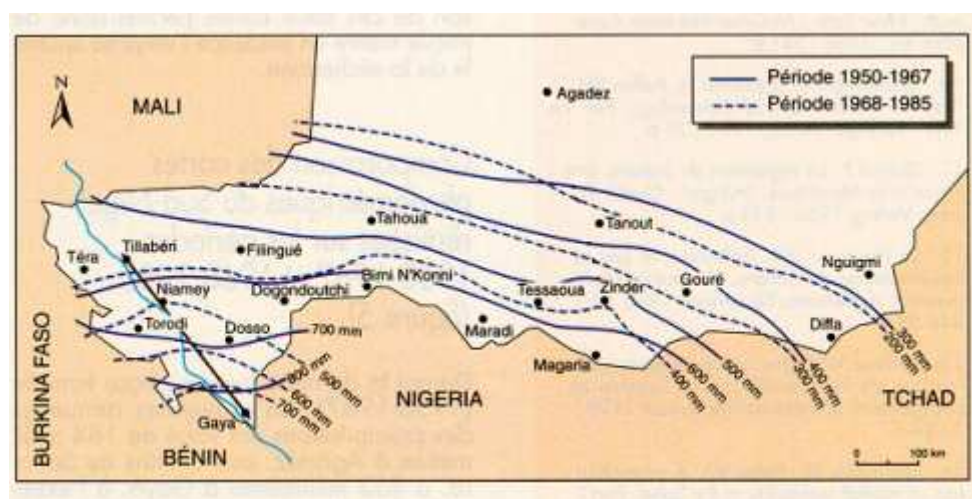 N
MALI
Agadez
Période 1950-1967
Période 1968-1985
Tahoua
Tanout
Tillabéri
Filingué
Téra
Niamey
Dogondoutchi
Birni N'Konni
Tessaoua
Zinder
Gouré
Nguigmi
Torodi
Dosso
700 mm
Maradi
Magaria
Diffa
300 mm
200 mm
400 mm
300 mm
500 mm
600 mm
400 mm
800 mm
500 mm
600 mm
700 mm
Gaya
BURKINA FASO
BÉNIN
NIGERIA
TCHAD
0 100 km